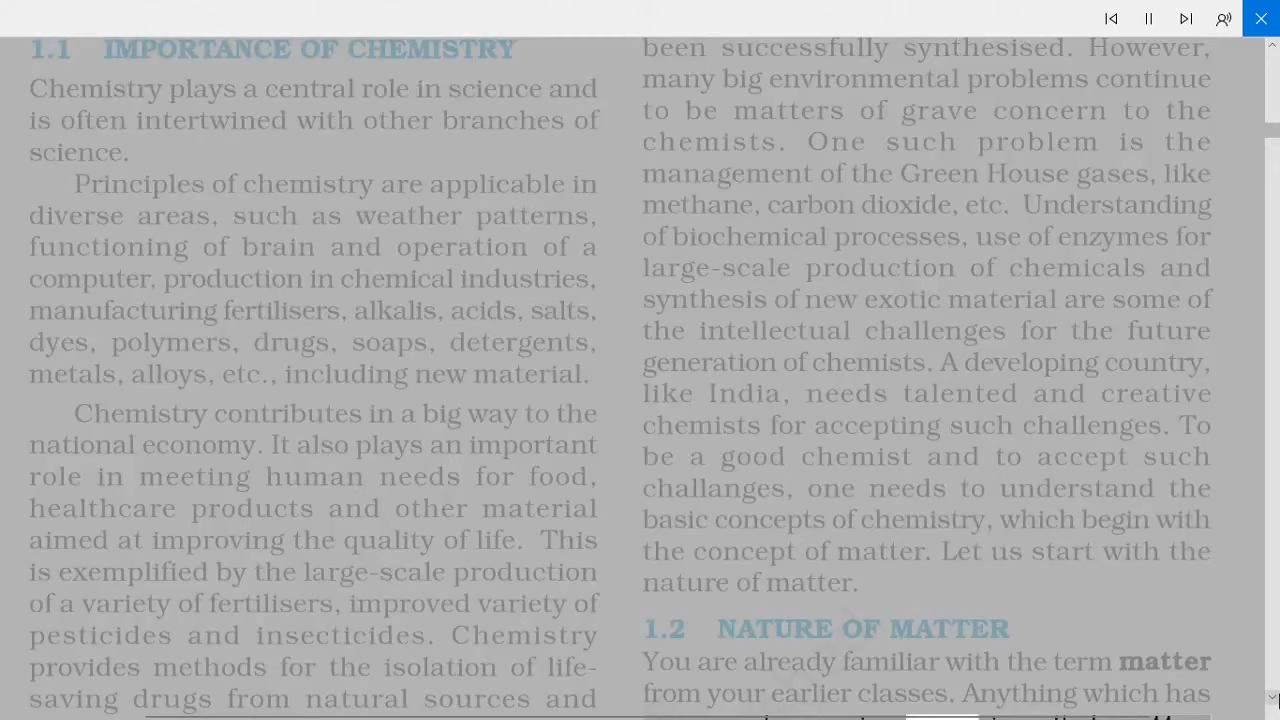 1.1 IMPORTANCE OF CHEMISTRY
Chemistry plays a central role in science and
is often intertwined with other branches of
science.
Principles of chemistry are applicable in
diverse areas, such as weather patterns,
functioning of brain and operation of a
computer, production in chemical industries,
manufacturing fertilisers, alkalis, acids, salts,
dyes, polymers, drugs, soaps, detergents,
metals, alloys, etc., including new material.
Chemistry contributes in a big way to the
national economy. It also plays an important
role in meeting human needs for food,
healthcare products and other material
aimed at improving the quality of life. This
is exemplified by the large-scale production
of a variety of fertilisers, improved variety of
pesticides and insecticides. Chemistry
provides methods for the isolation of life-
saving drugs from natural sources and
been successfully synthesised. However,
many big environmental problems continue
to be matters of grave concern to the
chemists. One such problem is the
management of the Green House gases, like
methane, carbon dioxide, etc. Understanding
of biochemical processes, use of enzymes for
large-scale production of chemicals and
synthesis of new exotic material are some of
the intellectual challenges for the future
generation of chemists. A developing country,
like India, needs talented and creative
chemists for accepting such challenges. To
be a good chemist and to accept such
challanges, one needs to understand the
basic concepts of chemistry, which begin with
the concept of matter. Let us start with the
nature of matter.
1.2 NATURE OF MATTER
You are already familiar with the term matter
from your earlier classes. Anything which has